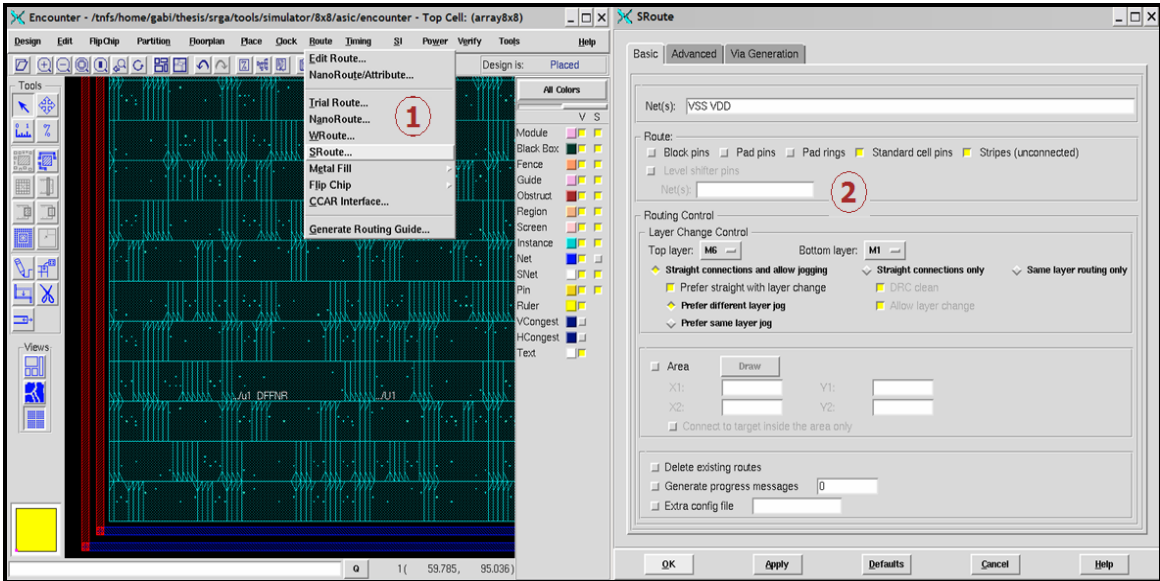 Encounter - /tnfs/home/gabi/thesis/srga/tools/simulator/8x8/asic/encounter - Top Cell: (array8x8)
Design Edit FlipChip Partition Floorplan Place Clock Route Timing SI Power Verify Tools Help
Design is: Placed
Tools
Edit Route...
NanoRoute/Attribute...
Trial Route...
NanoRoute...
WRoute...
SRoute...
Metal Fill
Flip Chip
CCAR Interface...
Generate Routing Guide...
1
All Colors
V S
Module
Black Box
Fence
Guide
Obstruct
Region
Screen
Instance
Net
SNet
Pin
Ruler
VCongest
HCongest
Text
Views
../u1 DFFNR ../U1
Q 1( 59.785, 95.036)
SRoute
Basic Advanced Via Generation
Net(s): VSS VDD
Route:
Block pins Pad pins Pad rings Standard cell pins Stripes (unconnected)
Level shifter pins
Net(s):
2
Routing Control
Layer Change Control
Top layer: M6 Bottom layer: M1
Straight connections and allow jogging Straight connections only Same layer routing only
Prefer straight with layer change DRC clean
Prefer different layer jog Allow layer change
Prefer same layer jog
Area Draw
X1: Y1:
X2: Y2:
Connect to target inside the area only
Delete existing routes
Generate progress messages 0
Extra config file
OK Apply Defaults Cancel Help